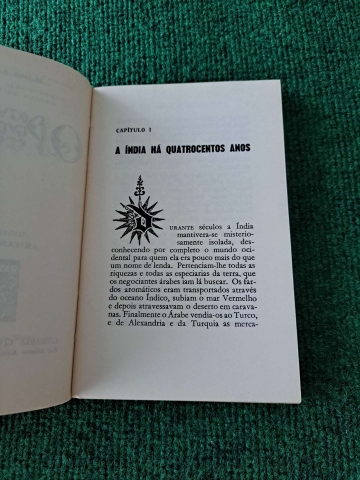 CAPÍTULO I
A ÍNDIA HÁ QUATROCENTOS ANOS
DURANTE séculos a Índia
mantivera-se misterio-
samente isolada, des-
conhecendo por completo o mundo oci-
dental para quem ela era pouco mais do que
um nome de lenda. Pertenciam-lhe todas as
riquezas e todas as especiarias da terra, que
os negociantes árabes iam lá buscar. Os far-
dos aromáticos eram transportados através
do oceano Índico, subiam o mar Vermelho
e depois atravessavam o deserto em carava-
nas. Finalmente o Árabe vendia-os ao Turco,
e de Alexandria e da Turquia as merca-